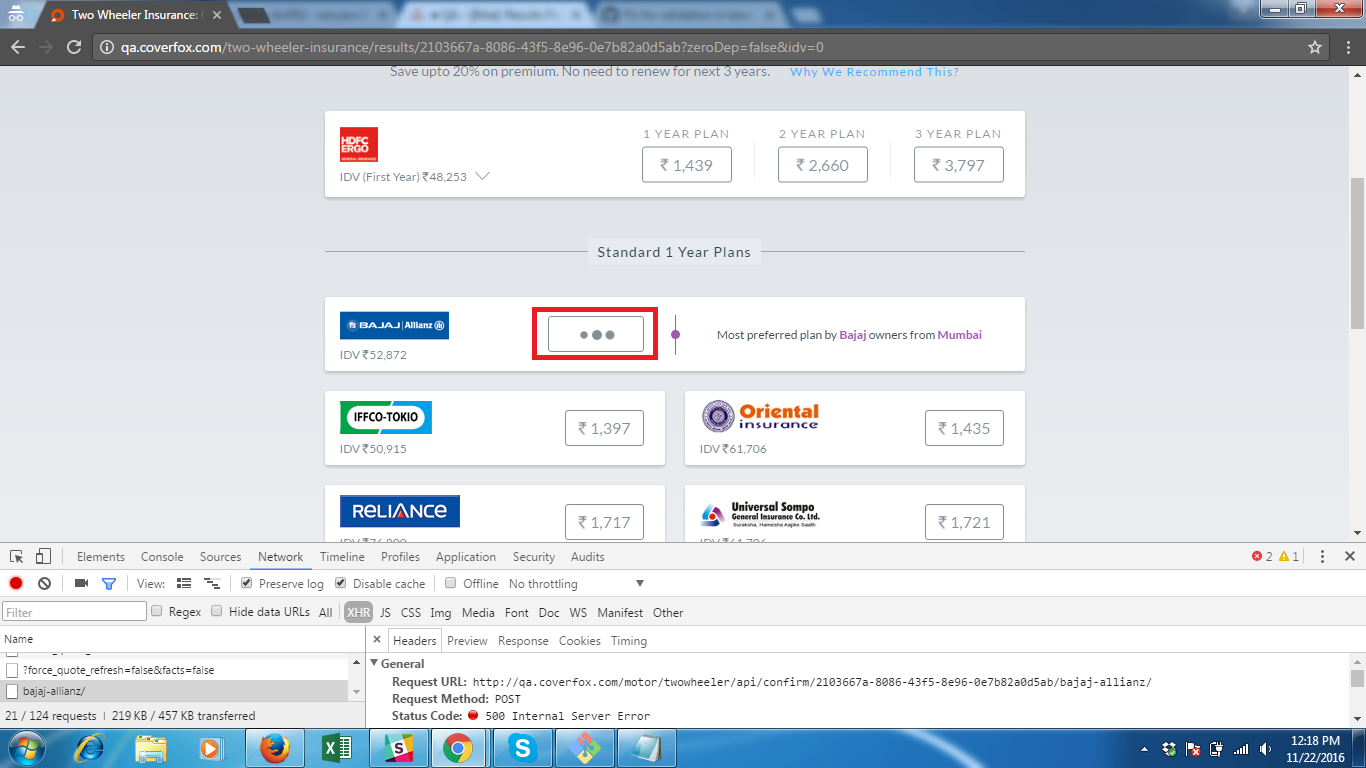 Two Wheeler Insurance:
qa.coverfox.com/two-wheeler-insurance/results/2103667a-8086-43f5-8e96-0e7b82a0d5ab?zeroDep=false&idv=0
Save upto 20% on premium. No need to renew for next 3 years. Why We Recommend This?
HDFC ERGO
GENERAL INSURANCE
1 YEAR PLAN 2 YEAR PLAN 3 YEAR PLAN
₹ 1,439 ₹ 2,660 ₹ 3,797
IDV (First Year) ₹48,253
Standard 1 Year Plans
BAJAJ | Allianz
IDV ₹52,872
Most preferred plan by Bajaj owners from Mumbai
IFFCO-TOKIO
IDV ₹50,915
₹ 1,397
Oriental insurance
IDV ₹61,706
₹ 1,435
RELIANCE
₹ 1,717
Universal Sompo
General Insurance Co. Ltd.
Suraksha, Hamesha Aapke Saath
₹ 1,721
Elements Console Sources Network Timeline Profiles Application Security Audits 2 1
View: Preserve log Disable cache Offline No throttling
Filter Regex Hide data URLs All XHR JS CSS Img Media Font Doc WS Manifest Other
Name
?force_quote_refresh=false&facts=false
bajaj-allianz/
21 / 124 requests | 219 KB / 457 KB transferred
Headers Preview Response Cookies Timing
General
Request URL: http://qa.coverfox.com/motor/twowheeler/api/confirm/2103667a-8086-43f5-8e96-0e7b82a0d5ab/bajaj-allianz/
Request Method: POST
Status Code: 500 Internal Server Error
12:18 PM
11/22/2016